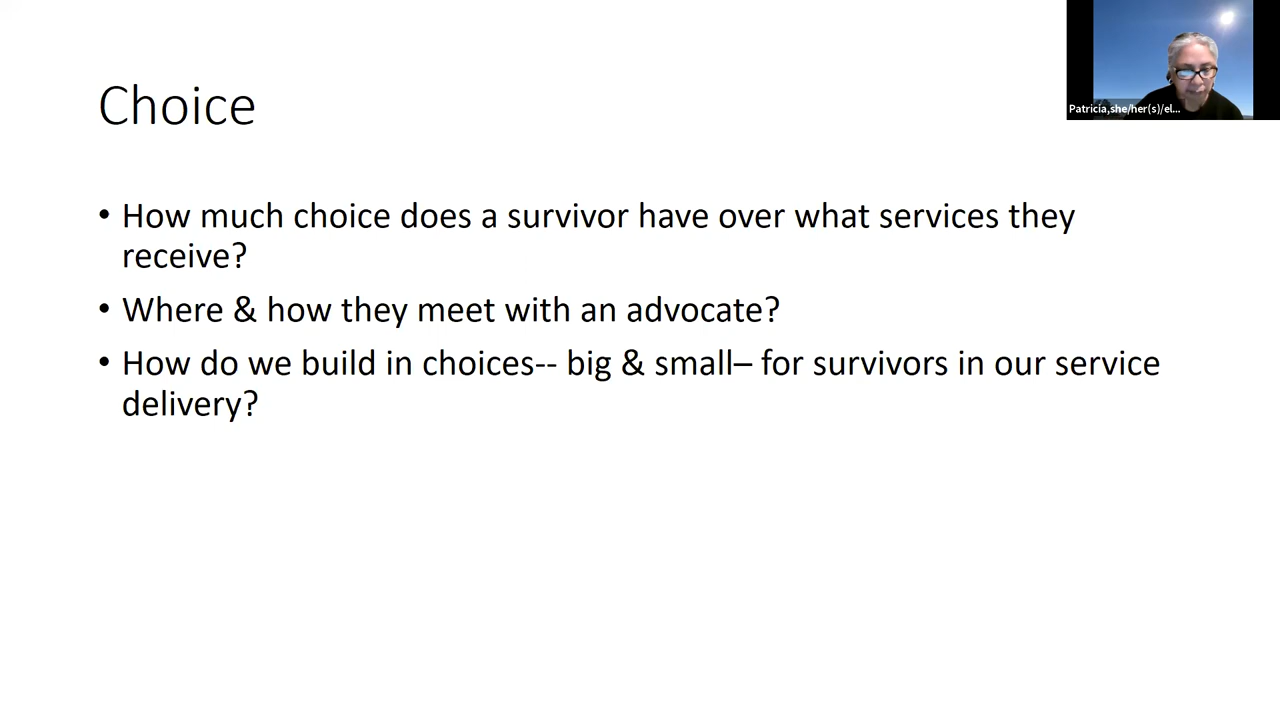 Choice
Patricia,she/her(s)/el...
• How much choice does a survivor have over what services they
receive?
• Where & how they meet with an advocate?
• How do we build in choices-- big & small– for survivors in our service
delivery?